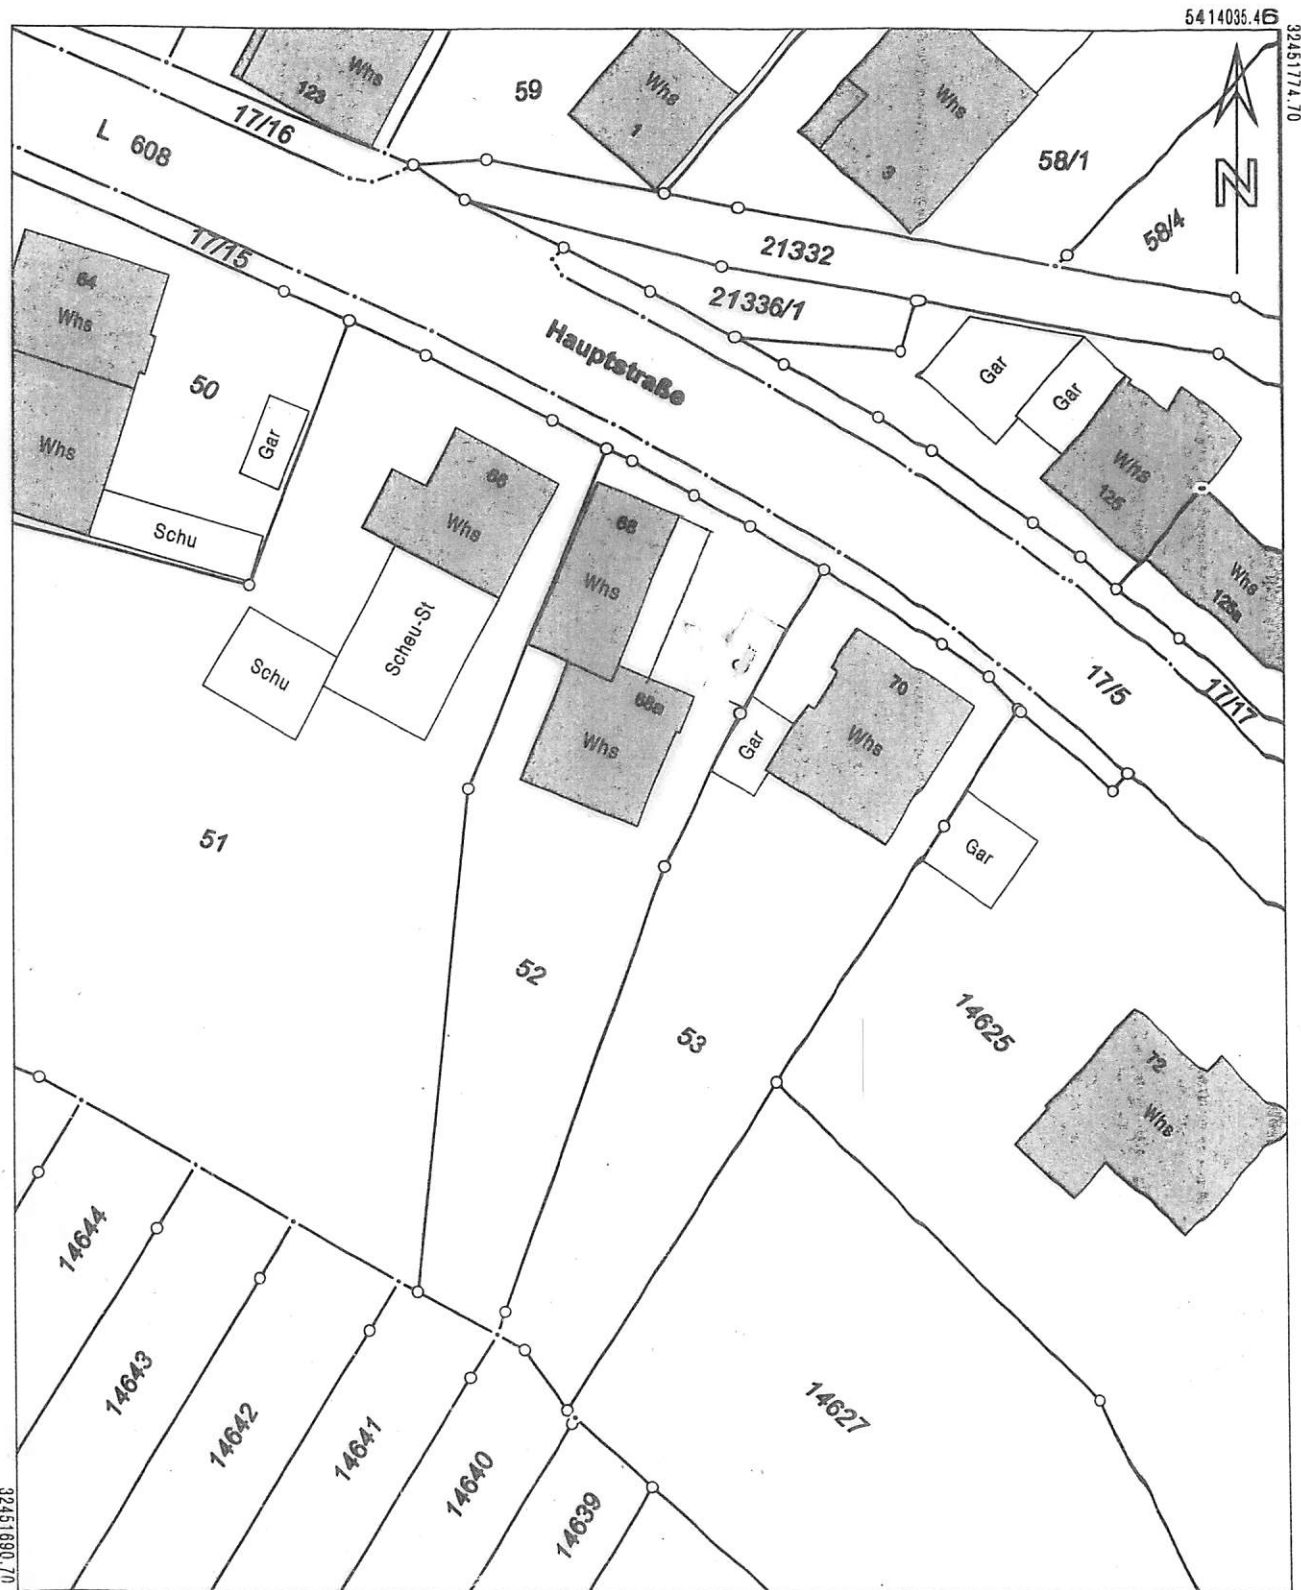 5414035.46
32451774.70
N
Whs
123
59
Whs
1
Whs
3
58/1
58/4
L 608
17/16
17/15
21332
21336/1
Hauptstraße
64
Whs
50
Gar
Whs
Schu
66
Whs
68
Whs
Gar
Gar
Whs
125
Whs
125a
Schu
Scheu-St
68a
Whs
Gar
70
Whs
17/5
17/17
Gar
51
52
53
14625
72
Whs
14644
14643
14642
14641
14640
14639
14627
32451690.70